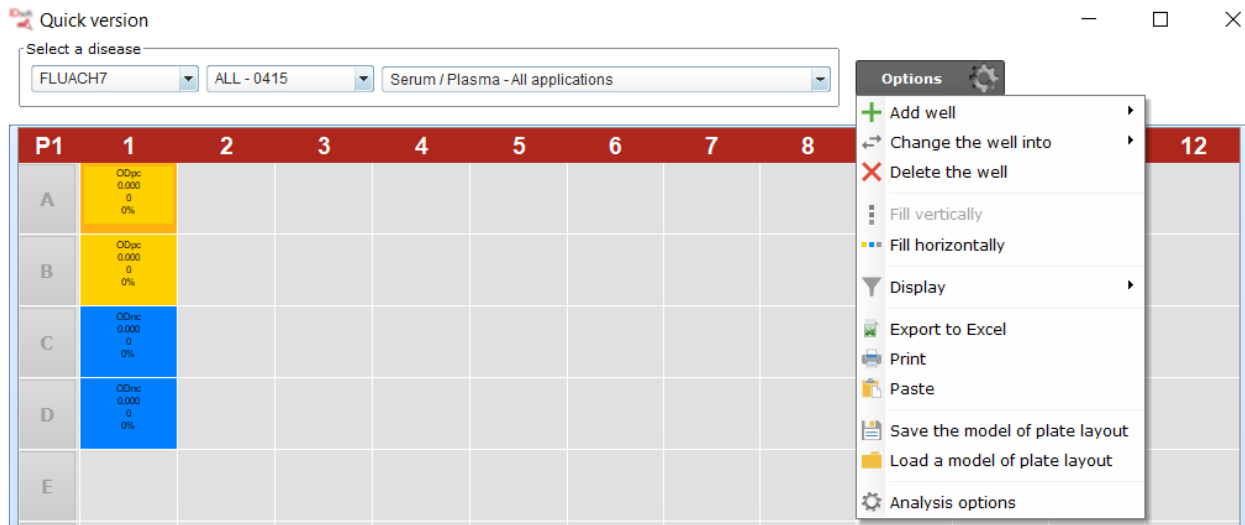 Quick version
Select a disease
FLUACH7 ALL - 0415 Serum / Plasma - All applications
Options
Add well
Change the well into
Delete the well
Fill vertically
Fill horizontally
Display
Export to Excel
Print
Paste
Save the model of plate layout
Load a model of plate layout
Analysis options
P1 1 2 3 4 5 6 7 8 12
A
ODpc
0.000
0
0%
B
ODpc
0.000
0
0%
C
ODnc
0.000
0
0%
D
ODnc
0.000
0
0%
E